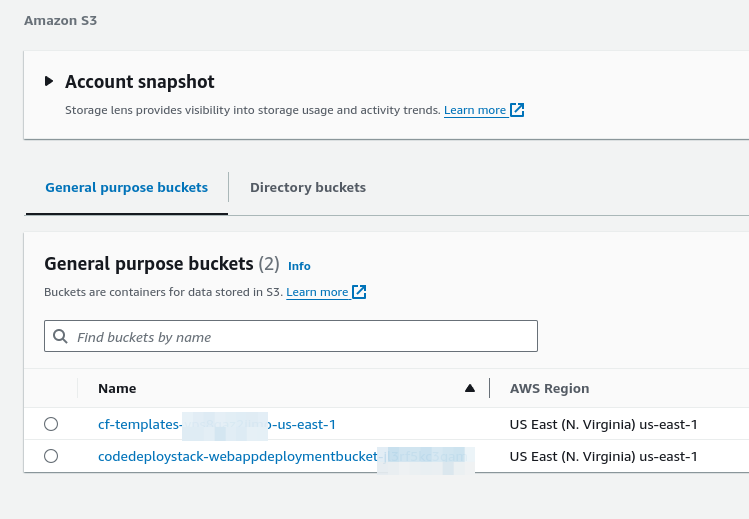 Amazon S3
Account snapshot
Storage lens provides visibility into storage usage and activity trends. Learn more
General purpose buckets
Directory buckets
General purpose buckets (2) Info
Buckets are containers for data stored in S3. Learn more
Find buckets by name
Name AWS Region
cf-templates- -us-east-1 US East (N. Virginia) us-east-1
codedeploystack-webappdeploymentbucket- US East (N. Virginia) us-east-1